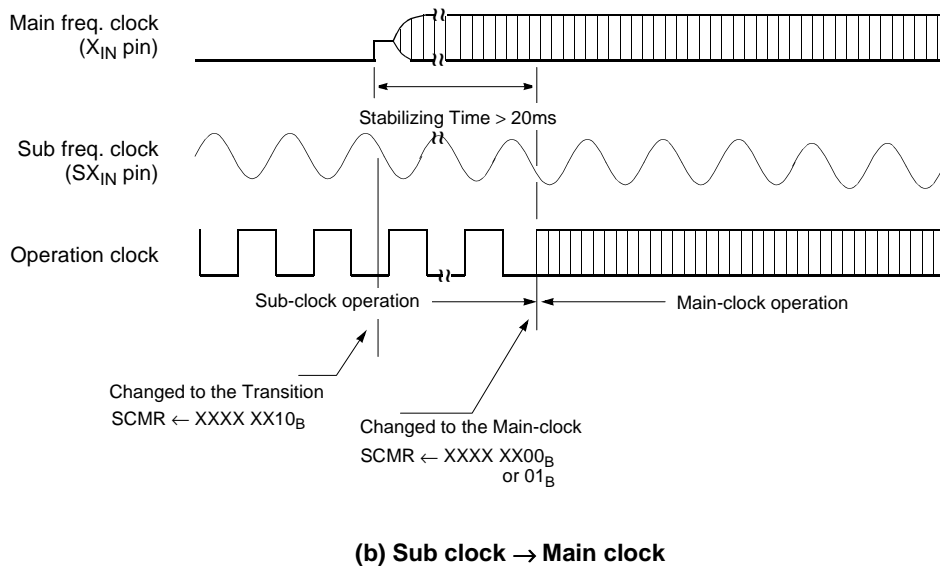 Main freq. clock
(XIN pin)
Stabilizing Time > 20ms
Sub freq. clock
(SXIN pin)
Operation clock
Sub-clock operation
Main-clock operation
Changed to the Transition
SCMR ← XXXX XX10B
Changed to the Main-clock
SCMR ← XXXX XX00B
or 01B
(b) Sub clock → Main clock